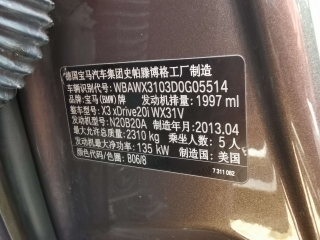 德国宝马汽车集团史帕滕博格工厂制造
车辆识别代号: WBAWX3103D0G05514
品牌: 宝马(BMW)牌 发动机排量: 1997 ml
整车型号: X3 xDrive20i WX31V
发动机型号: N20B20A 制造年月: 2013.04
最大允许总质量: 2310 kg 乘坐人数: 5 人
发动机最大净功率: 135 kW 制造国: 美国
颜色代号/色图: B06/8
7 311 092